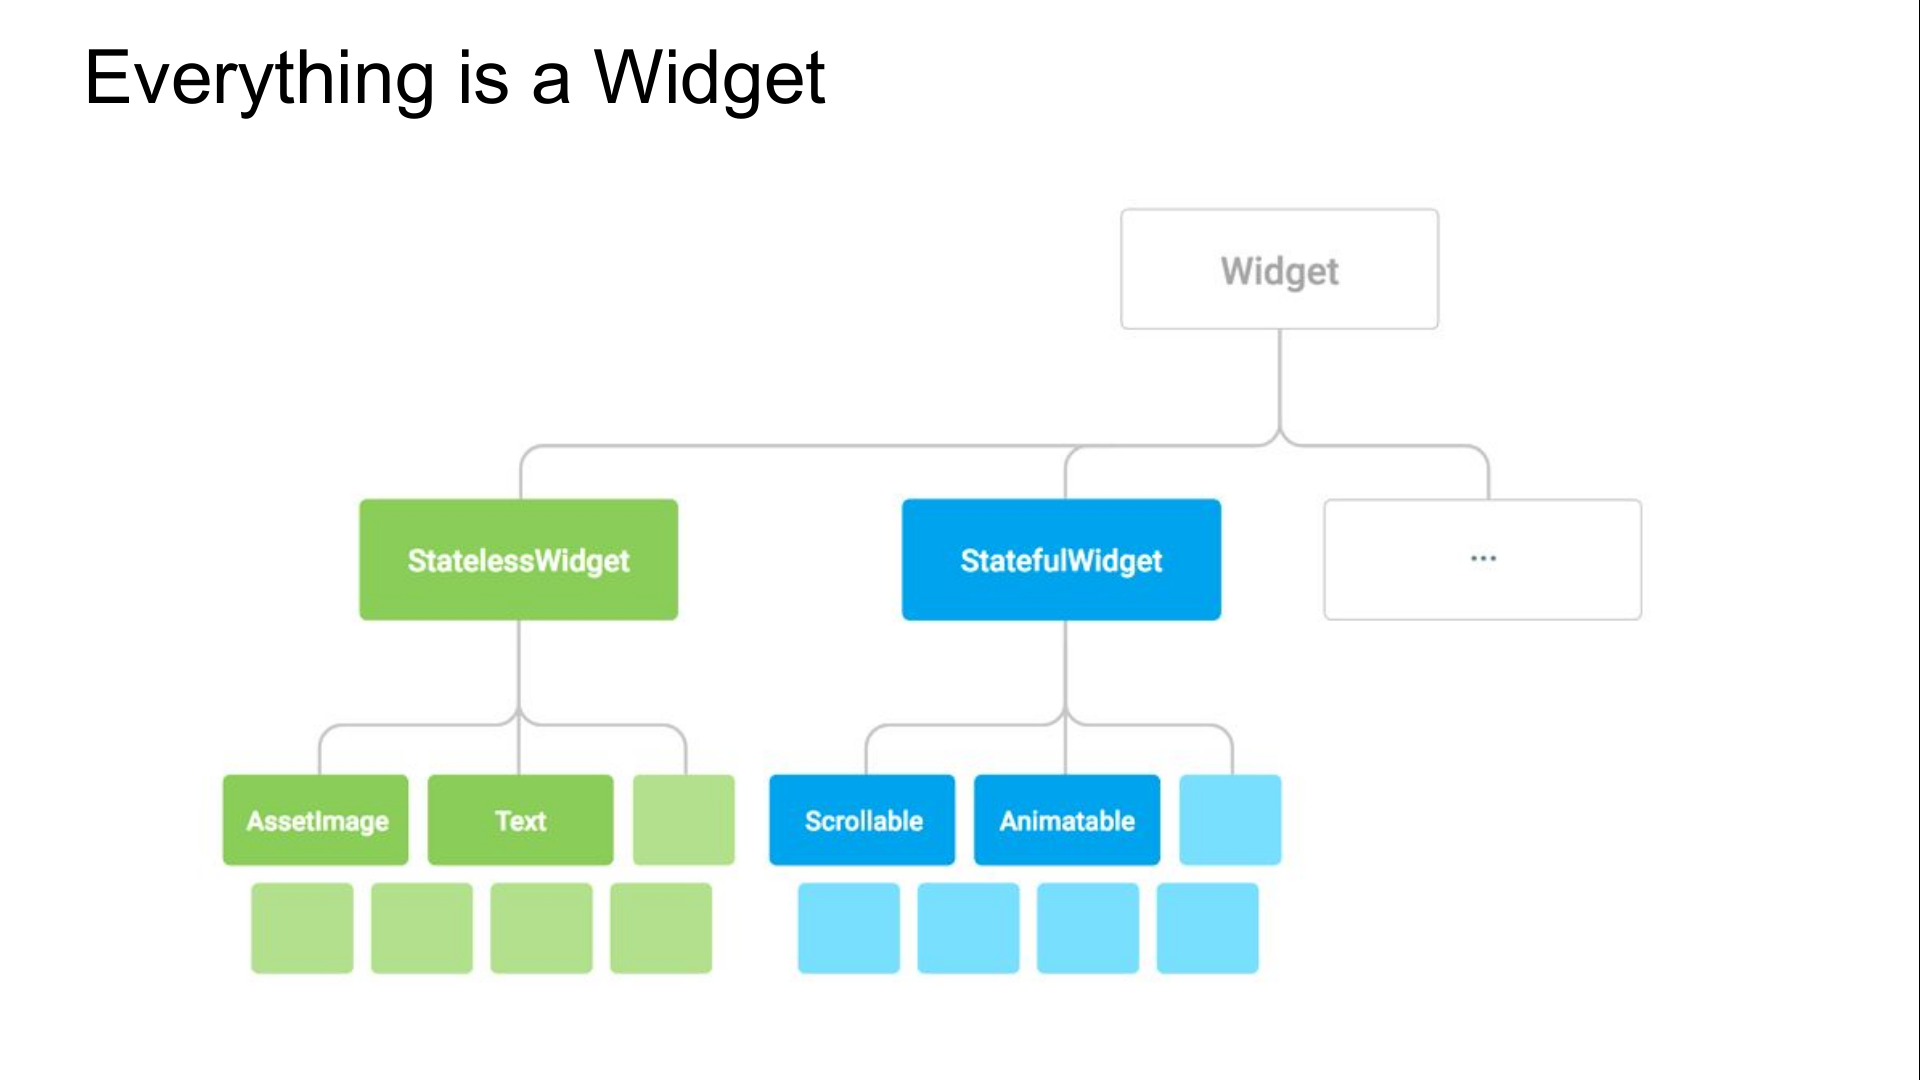 Everything is a Widget
Widget
StatelessWidget
StatefulWidget
...
AssetImage
Text
Scrollable
Animatable